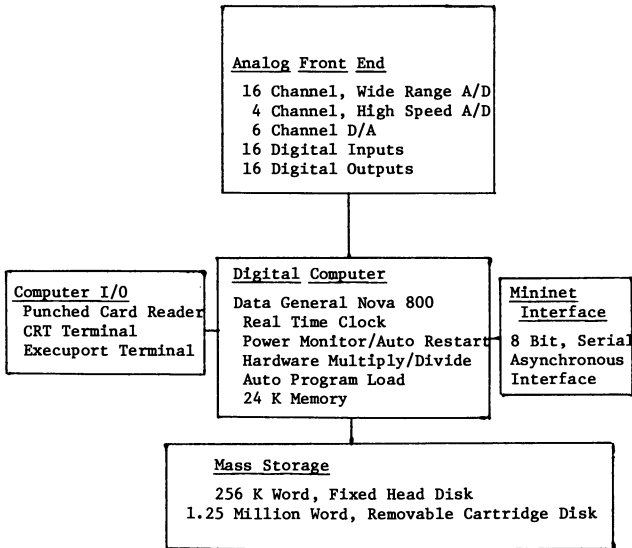 Analog Front End
16 Channel, Wide Range A/D
4 Channel, High Speed A/D
6 Channel D/A
16 Digital Inputs
16 Digital Outputs
Computer I/0
Punched Card Reader
CRT Terminal
Execuport Terminal
Digital Computer
Data General Nova 800
Real Time Clock
Power Monitor/Auto Restart
Hardware Multiply/Divide
Auto Program Load
24 K Memory
Mininet
Interface
8 Bit, Serial
Asynchronous
Interface
Mass Storage
256 K Word, Fixed Head Disk
1.25 Million Word, Removable Cartridge Disk